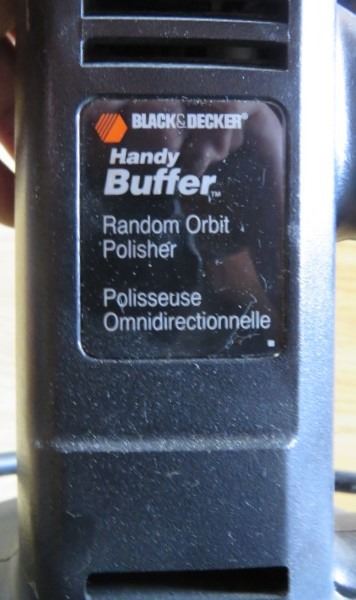 BLACK&DECKER®
Handy
Buffer™
Random Orbit
Polisher
Polisseuse
Omnidirectionnelle